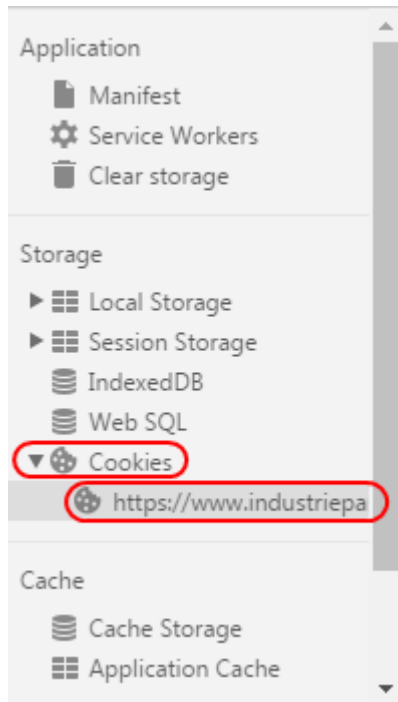 Application
Manifest
Service Workers
Clear storage
Storage
Local Storage
Session Storage
IndexedDB
Web SQL
Cookies
https://www.industriepa
Cache
Cache Storage
Application Cache